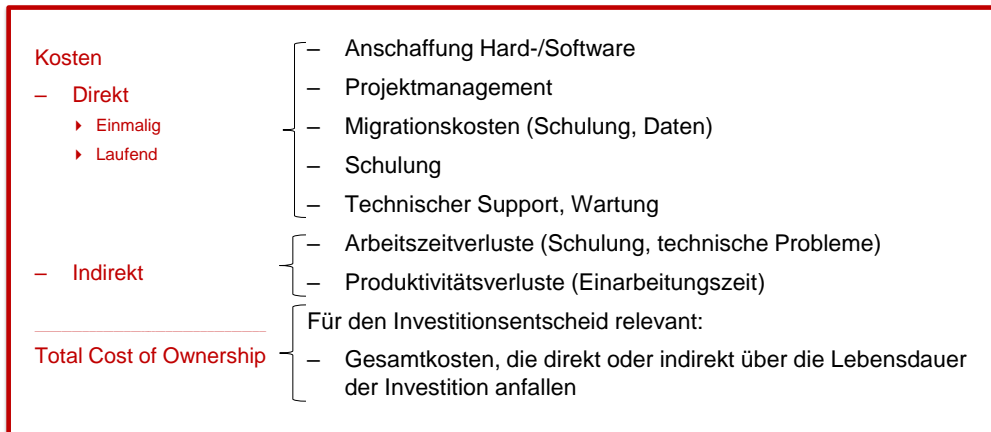 Kosten
– Direkt
Einmalig
Laufend
– Anschaffung Hard-/Software
– Projektmanagement
– Migrationskosten (Schulung, Daten)
– Schulung
– Technischer Support, Wartung
– Indirekt
– Arbeitszeitverluste (Schulung, technische Probleme)
– Produktivitätsverluste (Einarbeitungszeit)
Total Cost of Ownership
Für den Investitionsentscheid relevant:
– Gesamtkosten, die direkt oder indirekt über die Lebensdauer
der Investition anfallen